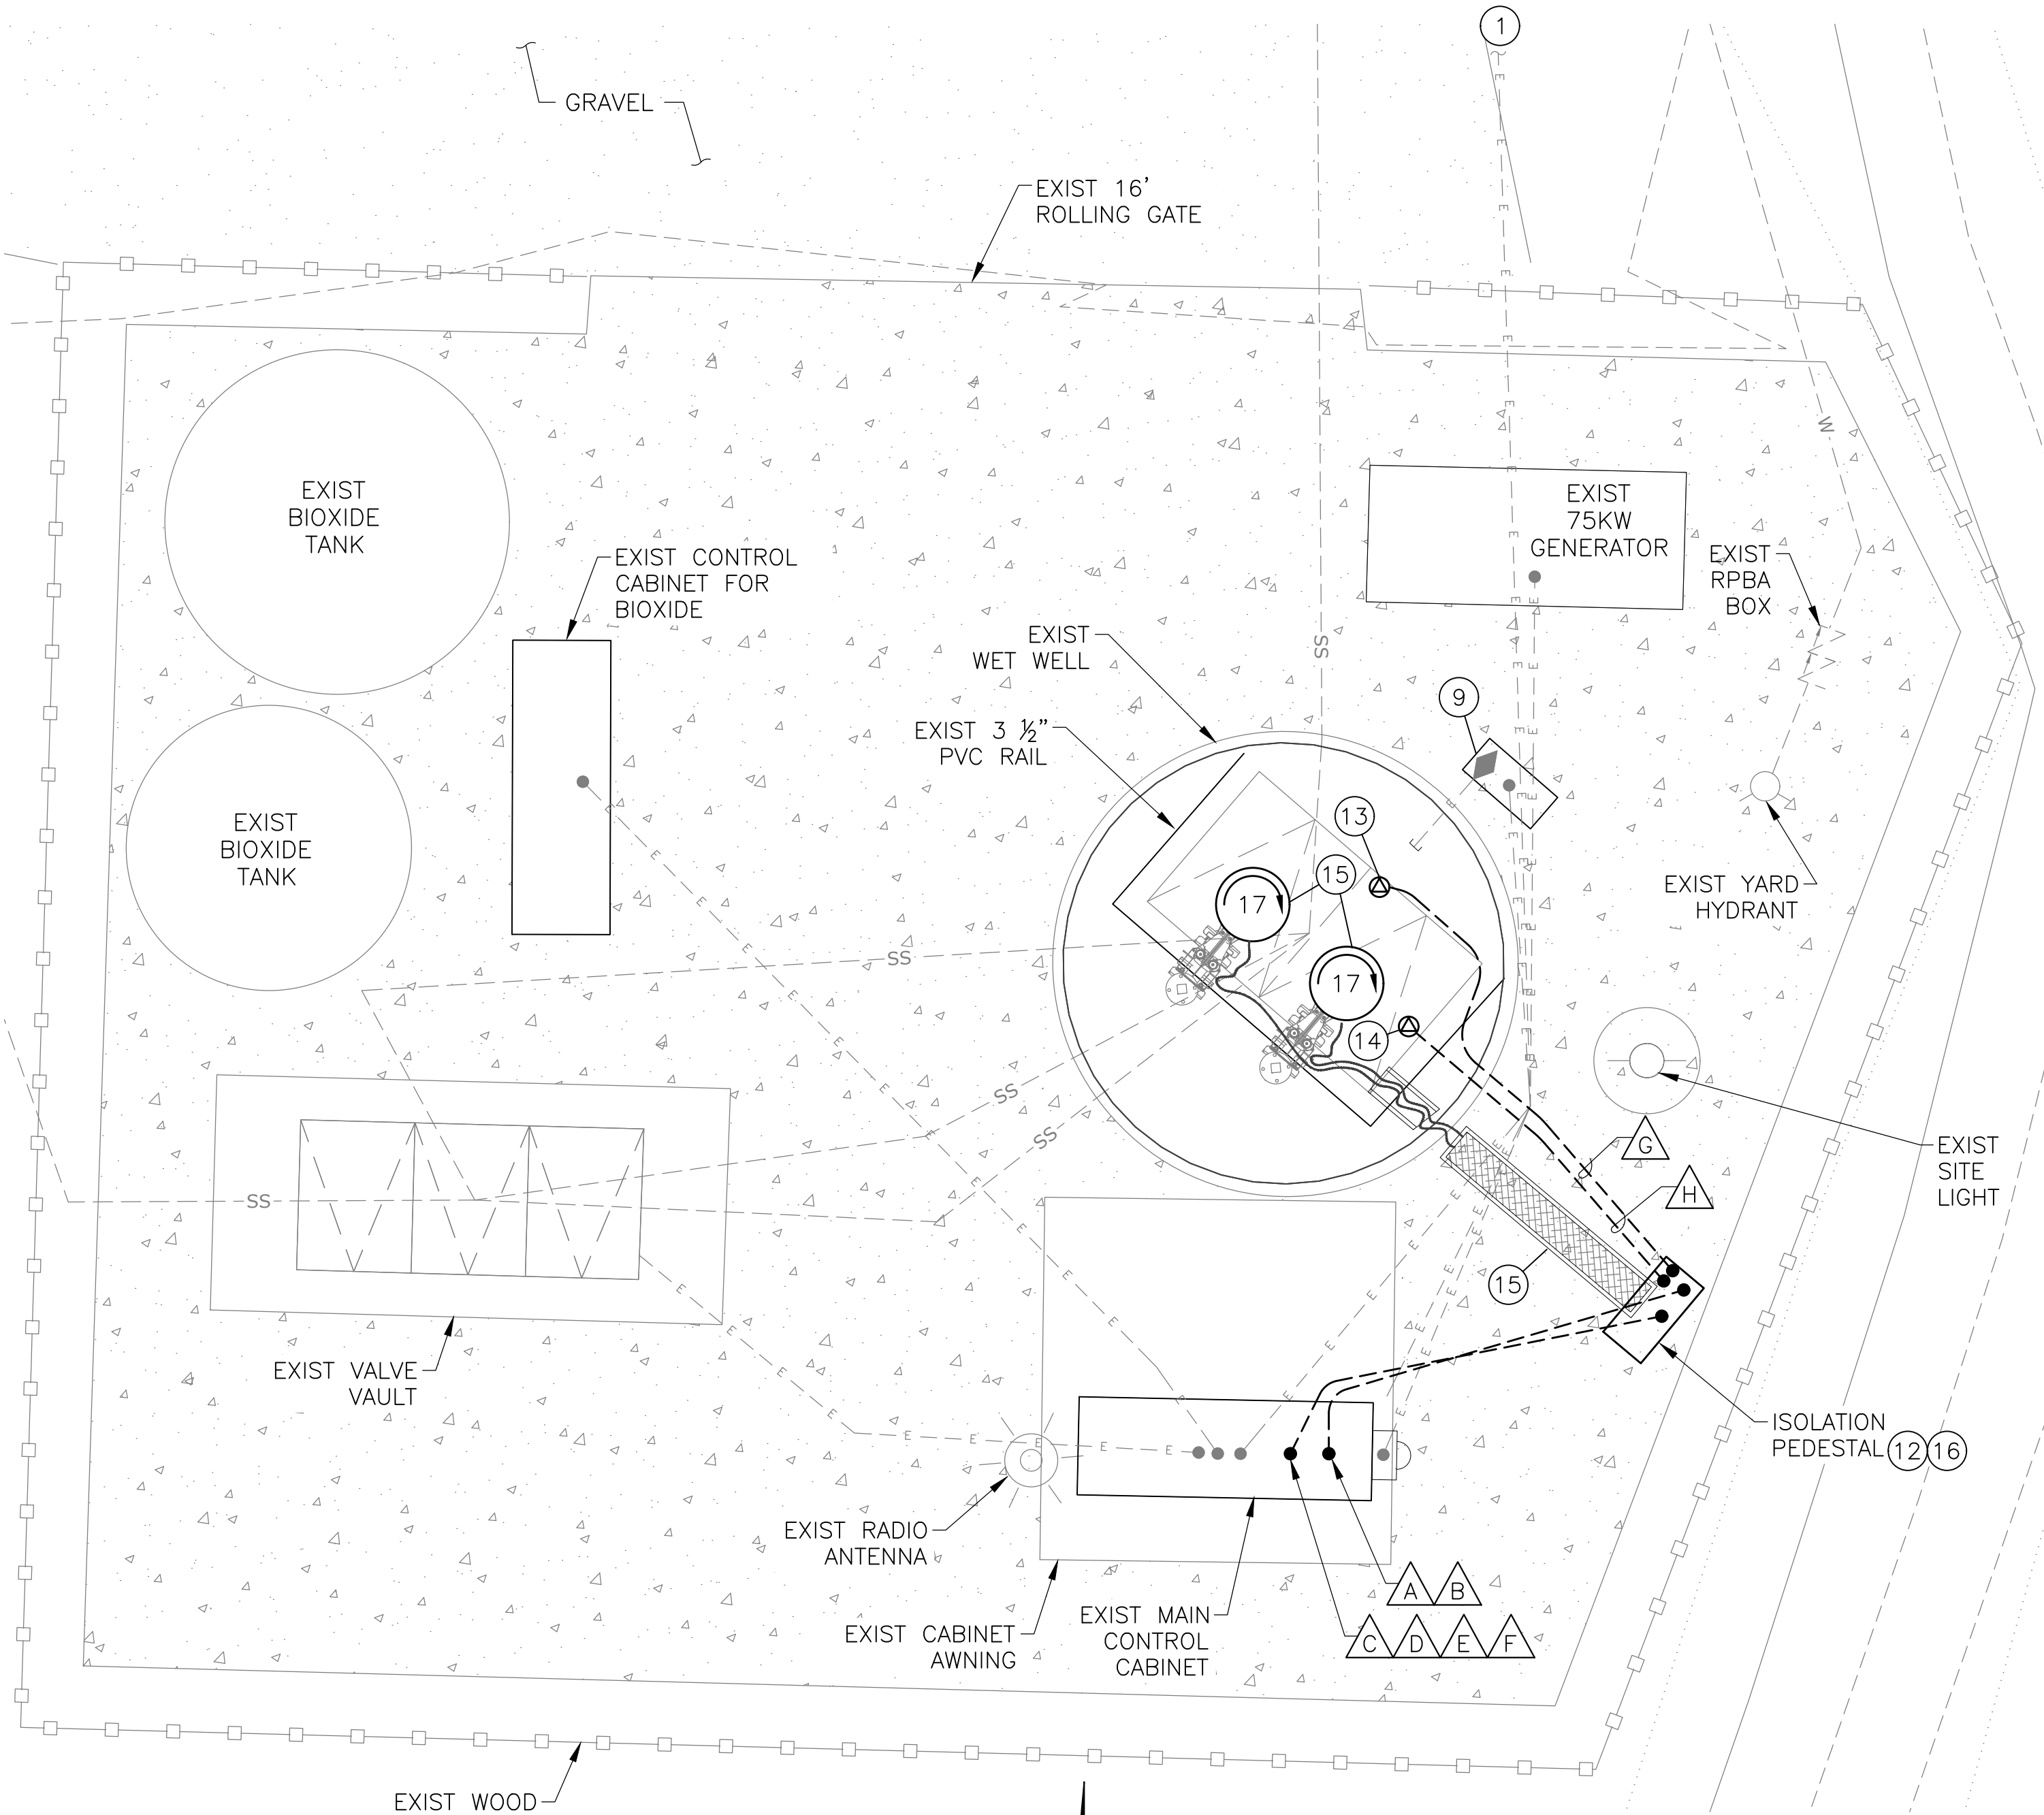 1
GRAVEL
EXIST 16'
ROLLING GATE
EXIST
BIOXIDE
TANK
EXIST
75KW
GENERATOR
W
EXIST CONTROL
CABINET FOR
BIOXIDE
EXIST
RPBA
BOX
EXIST
WET WELL
SS
9
EXIST 3 ½"
PVC RAIL
13
EXIST
BIOXIDE
TANK
15
17
EXIST YARD
HYDRANT
SS
17
14
SS
SS
G
EXIST
SITE
LIGHT
H
SS
15
EXIST VALVE
VAULT
ISOLATION
PEDESTAL 12 16
E E E E E
EXIST RADIO
ANTENNA
A B
EXIST CABINET
AWNING
EXIST MAIN
CONTROL
CABINET
C D E F
EXIST WOOD